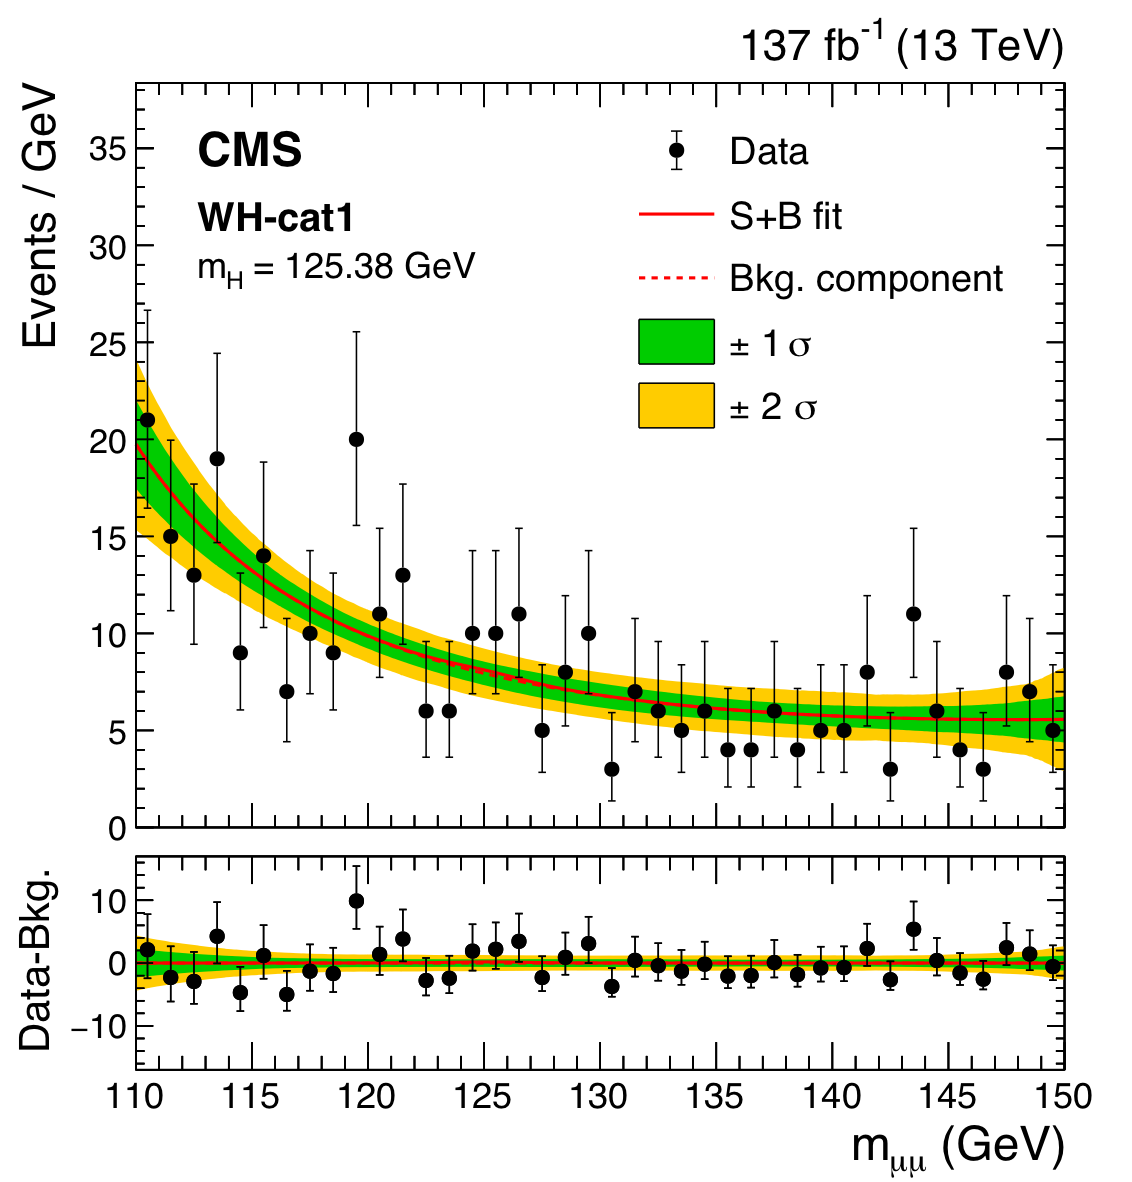 137 fb⁻¹ (13 TeV)
Events / GeV
CMS
WH-cat1
m_H = 125.38 GeV
Data
S+B fit
Bkg. component
± 1 σ
± 2 σ
35
30
25
20
15
10
5
0
Data-Bkg.
10
0
−10
110 115 120 125 130 135 140 145 150
m_μμ (GeV)